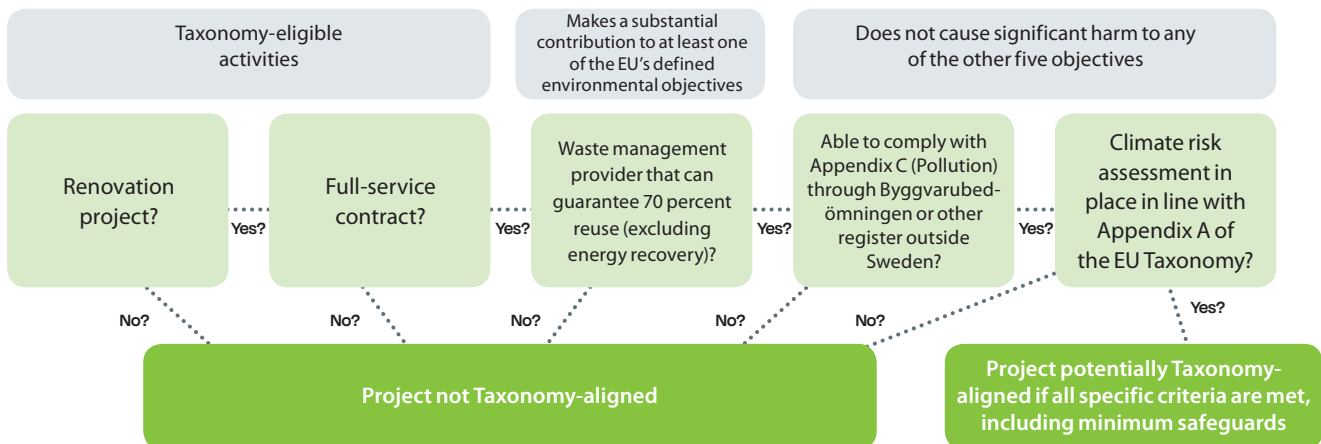 Taxonomy-eligible
activities
Makes a substantial
contribution to at least one
of the EU's defined
environmental objectives
Does not cause significant harm to any
of the other five objectives
Renovation
project?
Yes?
Full-service
contract?
Yes?
Waste management
provider that can
guarantee 70 percent
reuse (excluding
energy recovery)?
Yes?
Able to comply with
Appendix C (Pollution)
through Byggvarubed-
ömningen or other
register outside
Sweden?
Yes?
Climate risk
assessment in
place in line with
Appendix A of
the EU Taxonomy?
No?
No?
No?
No?
No?
Yes?
Project not Taxonomy-aligned
Project potentially Taxonomy-
aligned if all specific criteria are met,
including minimum safeguards